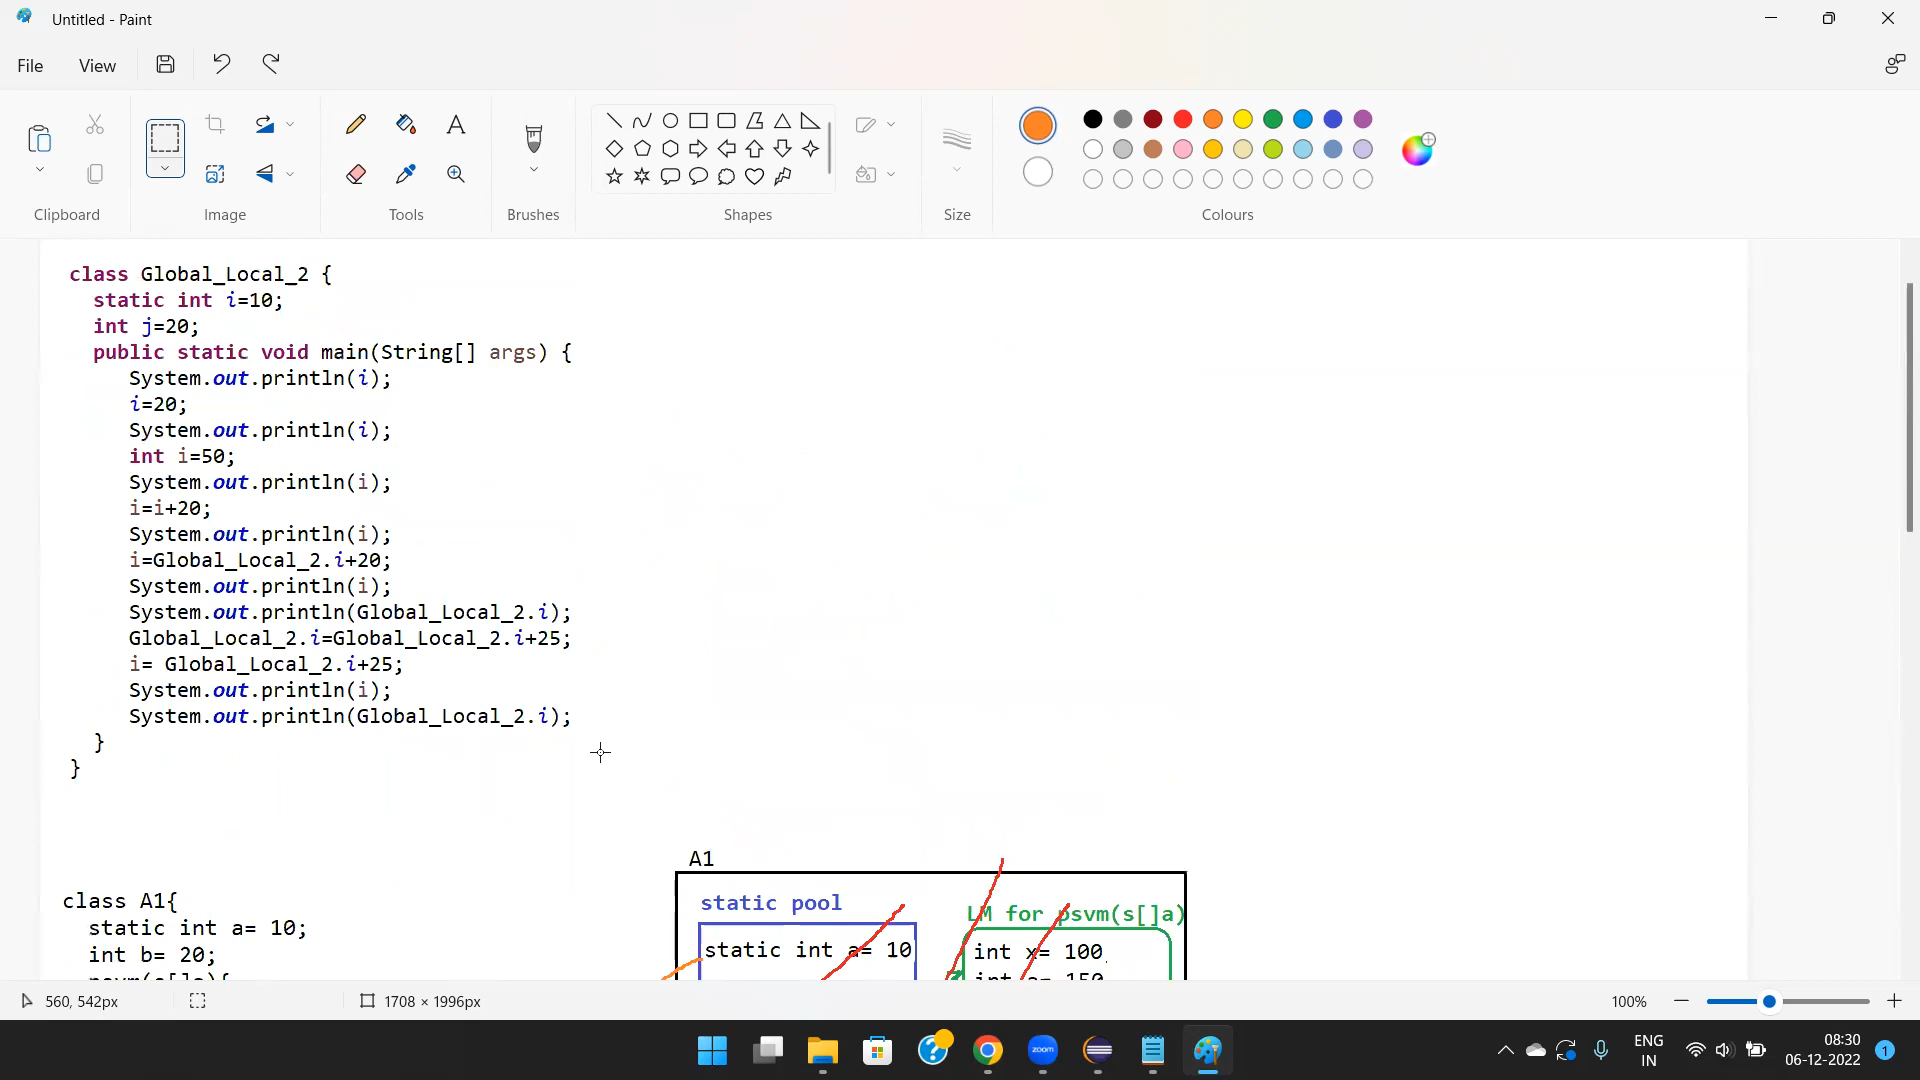 Untitled - Paint
File View
Clipboard Image Tools Brushes Shapes Size Colours
class Global_Local_2 {
static int i=10;
int j=20;
public static void main(String[] args) {
System.out.println(i);
i=20;
System.out.println(i);
int i=50;
System.out.println(i);
i=i+20;
System.out.println(i);
i=Global_Local_2.i+20;
System.out.println(i);
System.out.println(Global_Local_2.i);
Global_Local_2.i=Global_Local_2.i+25;
i= Global_Local_2.i+25;
System.out.println(i);
System.out.println(Global_Local_2.i);
}
}
A1
static pool
LM for psvm(s[]a)
static int a= 10
int x= 100
class A1{
static int a= 10;
int b= 20;
560, 542px
1708 × 1996px
100%
zoom
ENG
IN
08:30
06-12-2022
1